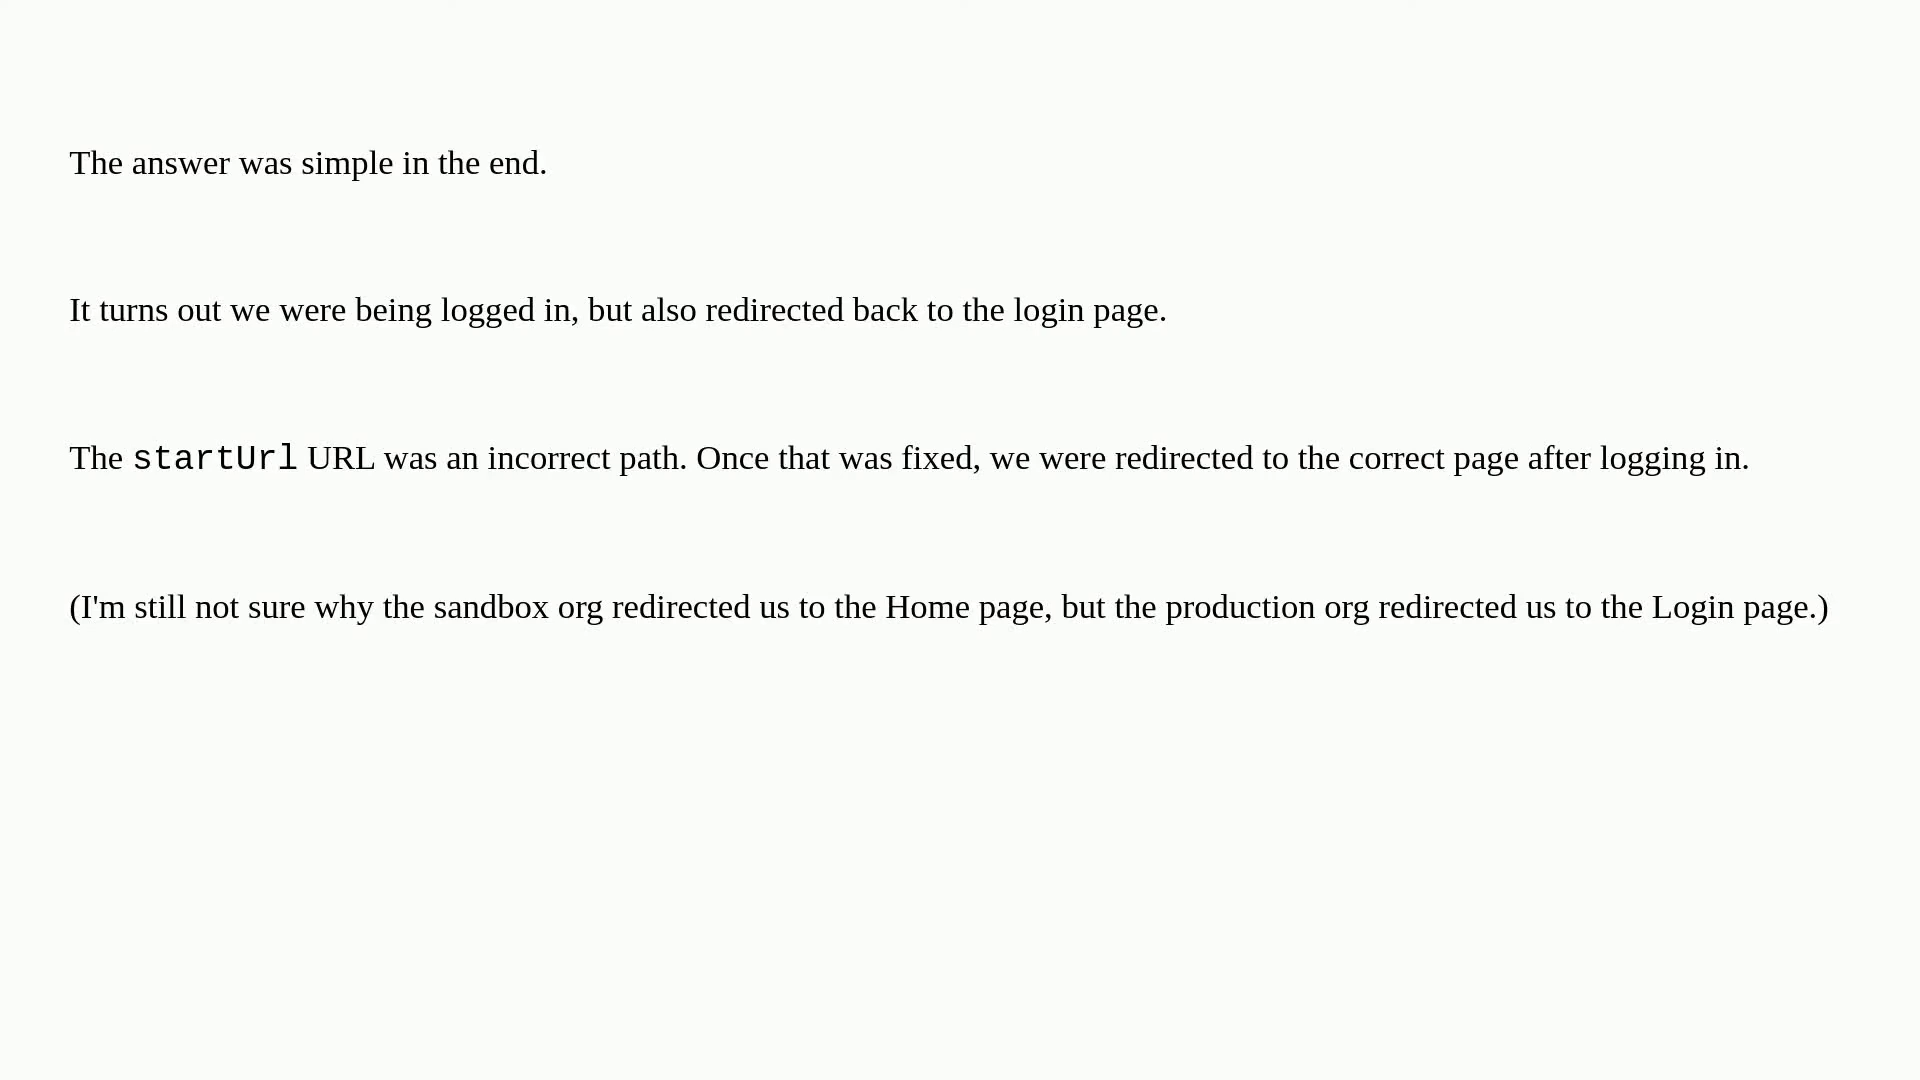 The answer was simple in the end.
It turns out we were being logged in, but also redirected back to the login page.
The startUrl URL was an incorrect path. Once that was fixed, we were redirected to the correct page after logging in.
(I'm still not sure why the sandbox org redirected us to the Home page, but the production org redirected us to the Login page.)